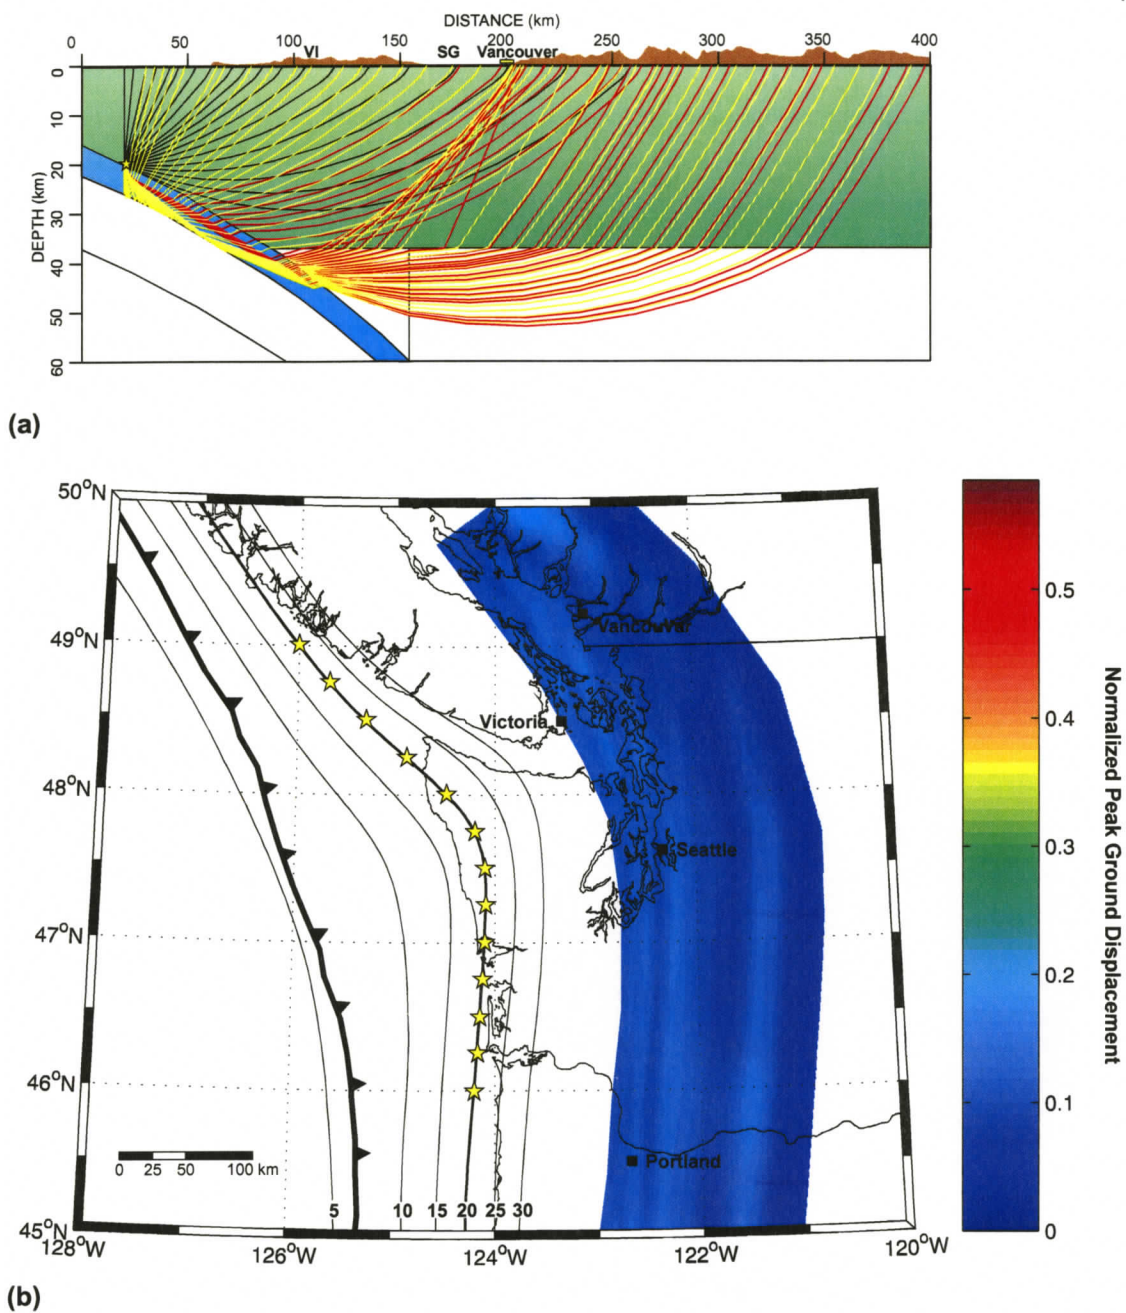 DISTANCE (km)
0 50 100 150 200 250 300 350 400
VI SG Vancouver
0
10
20
30
40
50
60
DEPTH (km)
(a)
50°N
49°N
48°N
47°N
46°N
45°N
Vancouver
Victoria
Seattle
Portland
0 25 50 100 km
5 10 15 20 25 30
128°W 126°W 124°W 122°W 120°W
0.5
0.4
0.3
0.2
0.1
0
Normalized Peak Ground Displacement
(b)